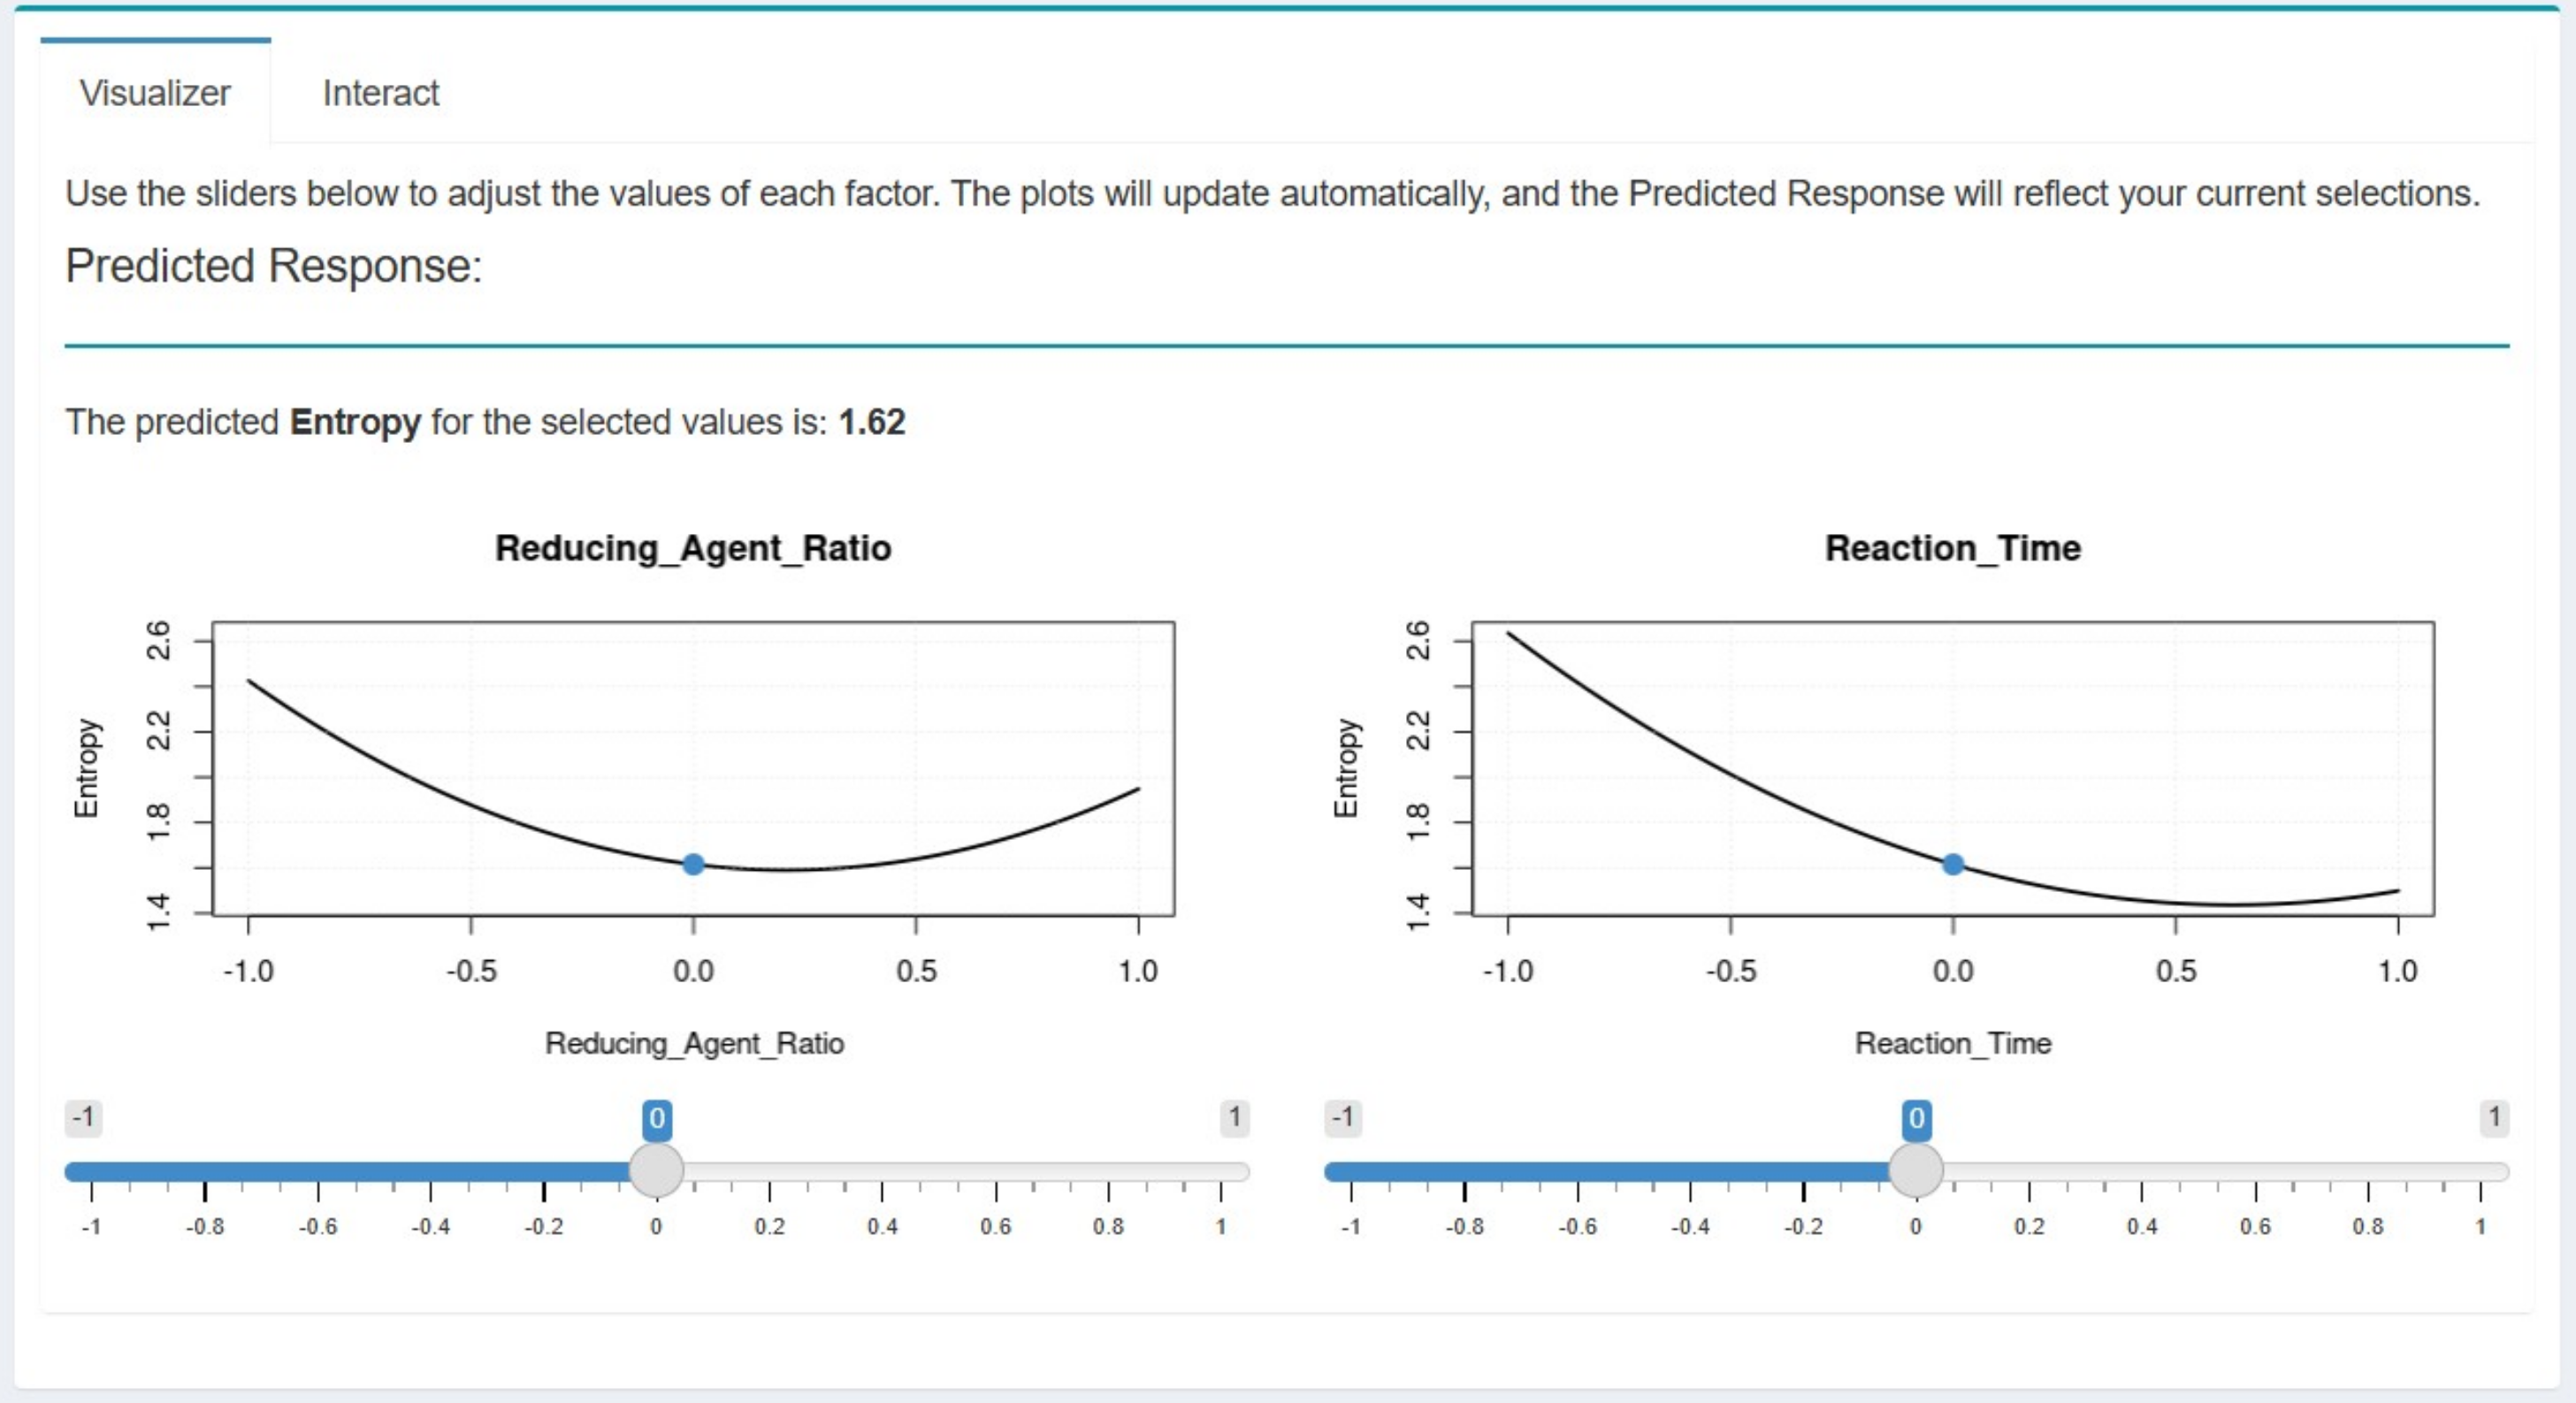 Visualizer Interact
Use the sliders below to adjust the values of each factor. The plots will update automatically, and the Predicted Response will reflect your current selections.
Predicted Response:
The predicted Entropy for the selected values is: 1.62
Reducing_Agent_Ratio
Entropy
2.6
2.2
1.8
1.4
-1.0 -0.5 0.0 0.5 1.0
Reducing_Agent_Ratio
-1 0 1
-1 -0.8 -0.6 -0.4 -0.2 0 0.2 0.4 0.6 0.8 1
Reaction_Time
Entropy
2.6
2.2
1.8
1.4
-1.0 -0.5 0.0 0.5 1.0
Reaction_Time
-1 0 1
-1 -0.8 -0.6 -0.4 -0.2 0 0.2 0.4 0.6 0.8 1